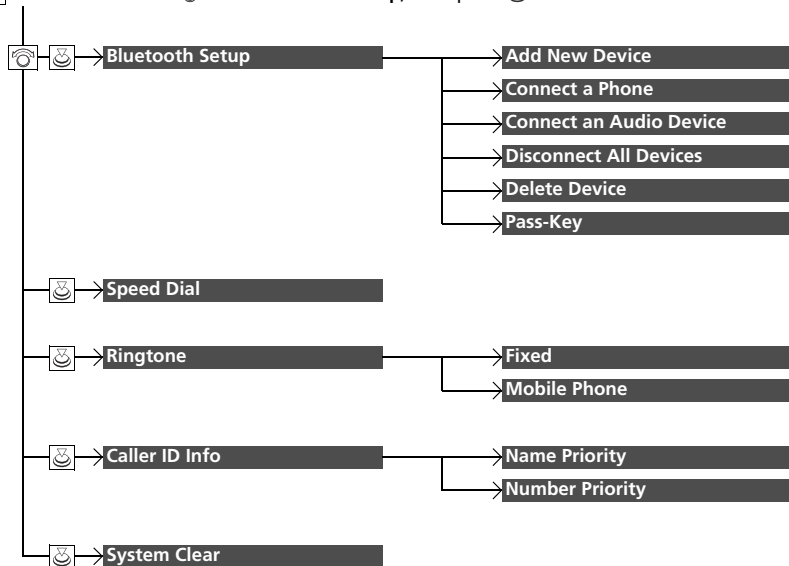 Bluetooth Setup
Add New Device
Connect a Phone
Connect an Audio Device
Disconnect All Devices
Delete Device
Pass-Key
Speed Dial
Ringtone
Fixed
Mobile Phone
Caller ID Info
Name Priority
Number Priority
System Clear